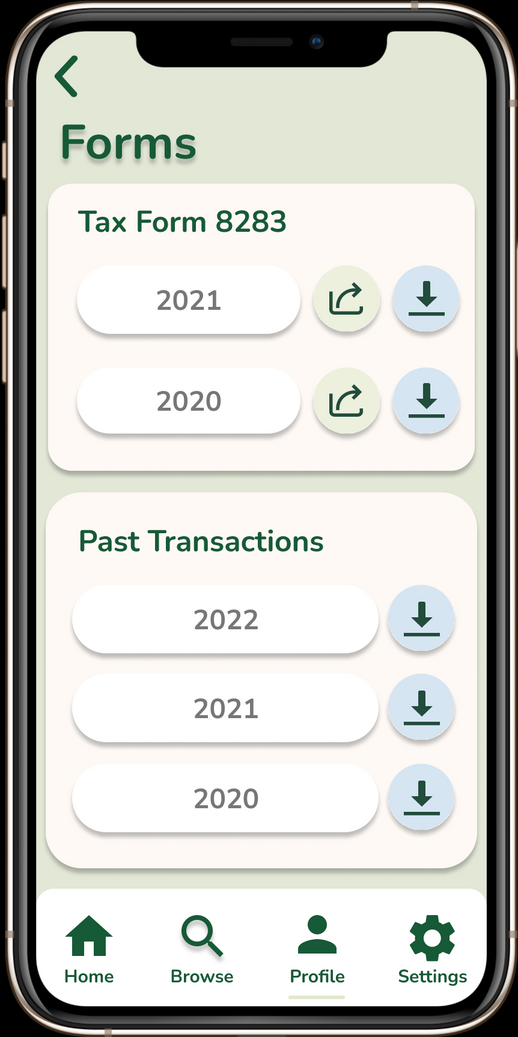 Forms
Tax Form 8283
2021
2020
Past Transactions
2022
2021
2020
Home Browse Profile Settings